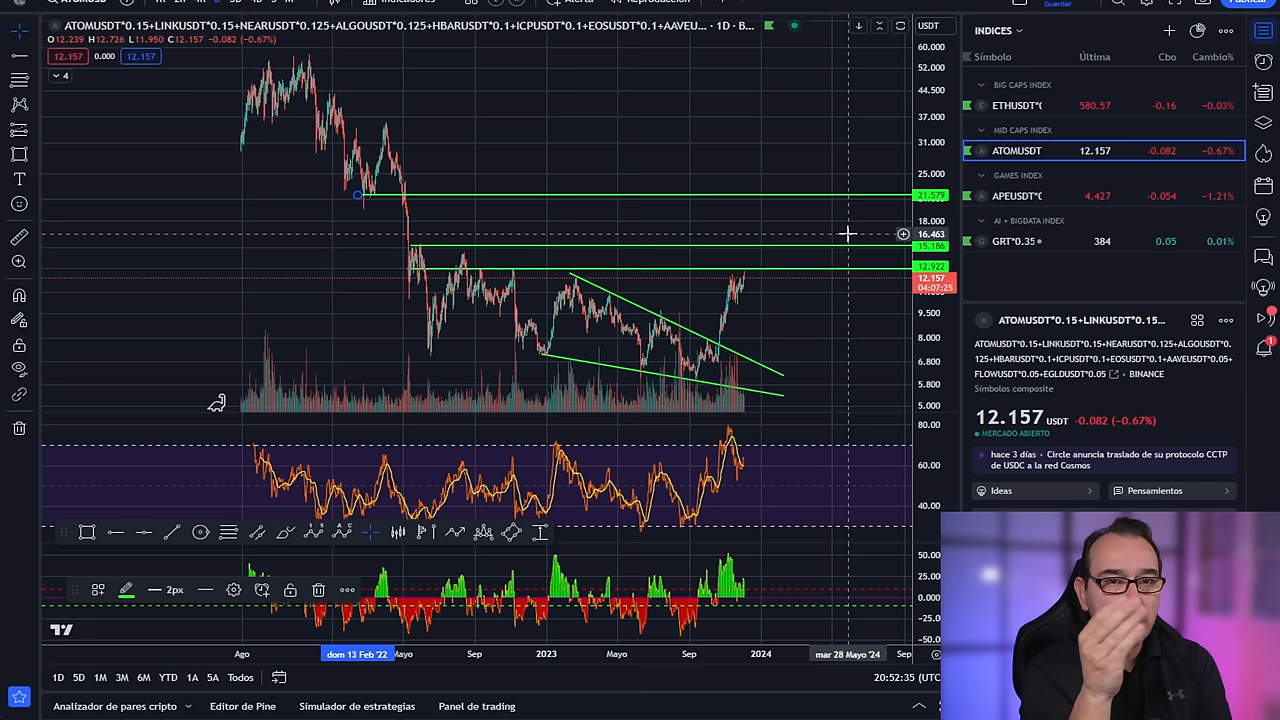 Indicadores
Alerta
Reproducción
Guardar
Publicar
ATOMUSDT*0.15+LINKUSDT*0.15+NEARUSDT*0.125+ALGOUSDT*0.125+HBARUSDT*0.1+ICPUSDT*0.1+EOSUSDT*0.1+AAVEU... · 1D · B...
O12.239 H12.726 L11.950 C12.157 −0.082 (−0.67%)
12.157 0.000 12.157
4
USDT
60.000
52.000
44.500
37.000
31.000
25.000
21.579
18.000
16.463
15.186
12.922
12.157
04:07:25
9.500
8.000
6.800
5.800
5.000
80.00
60.00
40.00
50.00
25.00
0.000
−25.00
−50.00
2px
Ago
dom 13 Feb '22
Mayo
Sep
2023
Mayo
Sep
2024
mar 28 Mayo '24
Sep
1D 5D 1M 3M 6M YTD 1A 5A Todos
20:52:35 (UTC
Analizador de pares cripto
Editor de Pine
Simulador de estrategias
Panel de trading
INDICES
Símbolo Última Cbo Cambio%
BIG CAPS INDEX
ETHUSDT*( 580.57 -0.16 −0.03%
MID CAPS INDEX
ATOMUSDT 12.157 -0.082 −0.67%
GAMES INDEX
APEUSDT*( 4.427 -0.054 −1.21%
AI + BIGDATA INDEX
GRT*0.35 384 0.05 0.01%
ATOMUSDT*0.15+LINKUSDT*0.15...
ATOMUSDT*0.15+LINKUSDT*0.15+NEARUSDT*0.125+ALGOUSDT*0.
125+HBARUSDT*0.1+ICPUSDT*0.1+EOSUSDT*0.1+AAVEUSDT*0.05+
FLOWUSDT*0.05+EGLDUSDT*0.05 • BINANCE
Símbolos composite
12.157 USDT -0.082 (−0.67%)
MERCADO ABIERTO
hace 3 días • Circle anuncia traslado de su protocolo CCTP
de USDC a la red Cosmos
Ideas
Pensamientos
1